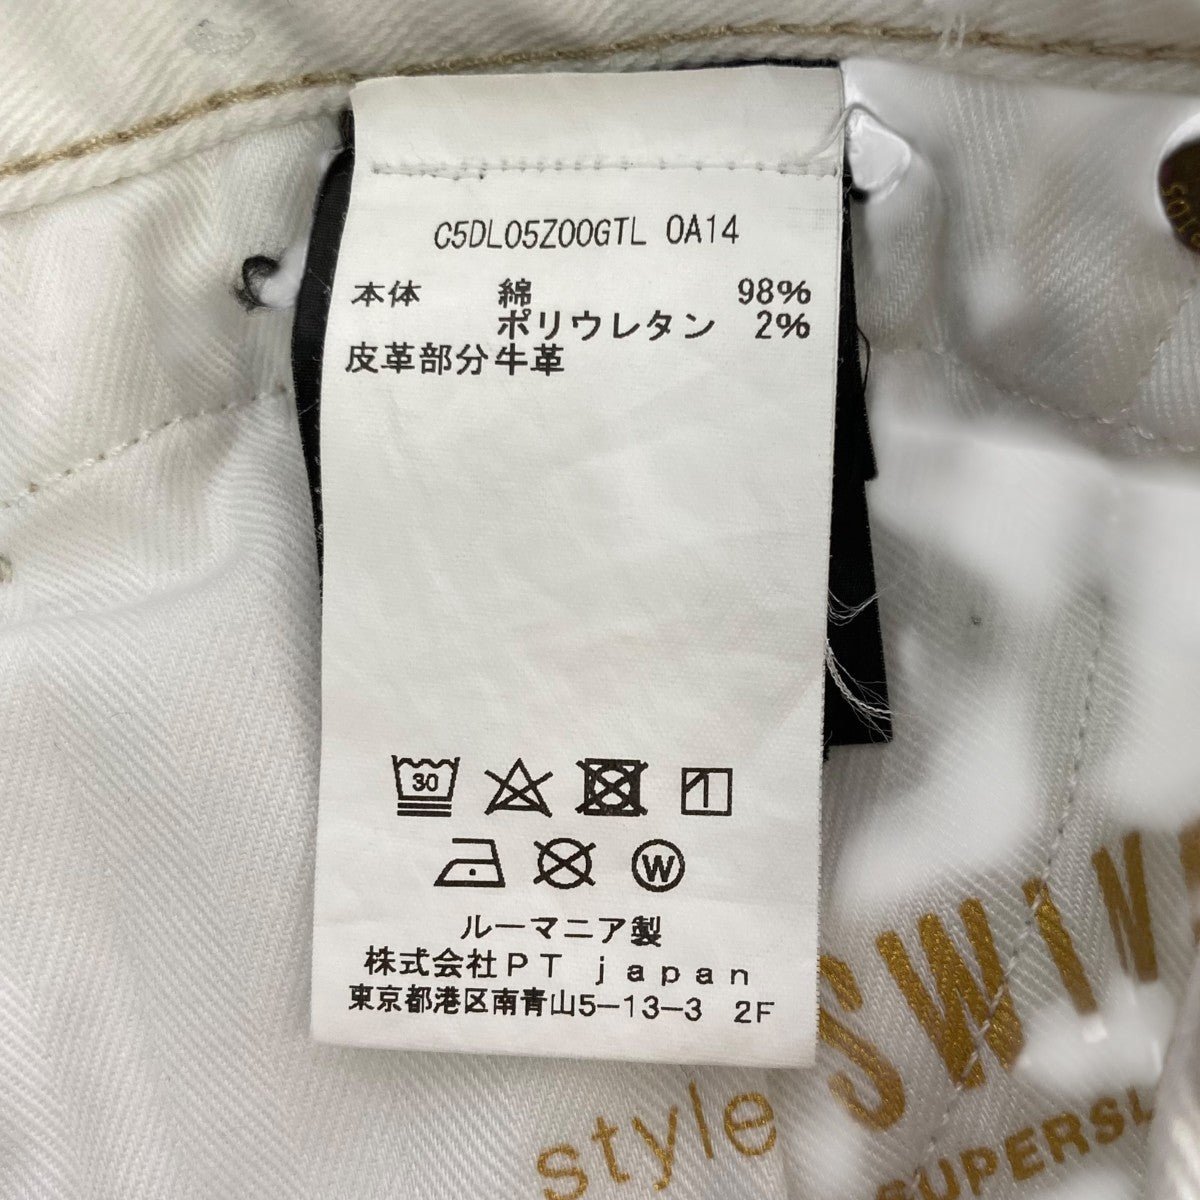 C5DL05Z00GTL 0A14
本体 綿 98%
ポリウレタン 2%
皮革部分牛革
30
W
ルーマニア製
株式会社PT japan
東京都港区南青山5-13-3 2F
style